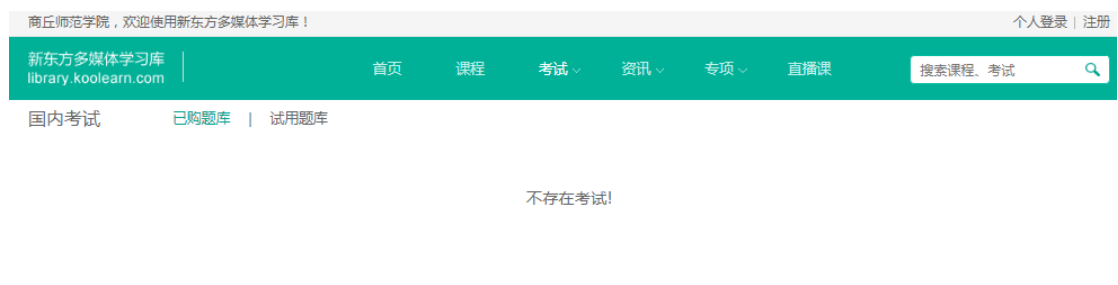 商丘师范学院，欢迎使用新东方多媒体学习库！
个人登录 | 注册
新东方多媒体学习库
library.koolearn.com
首页 课程 考试 资讯 专项 直播课
搜索课程、考试
国内考试 已购题库 | 试用题库
不存在考试!